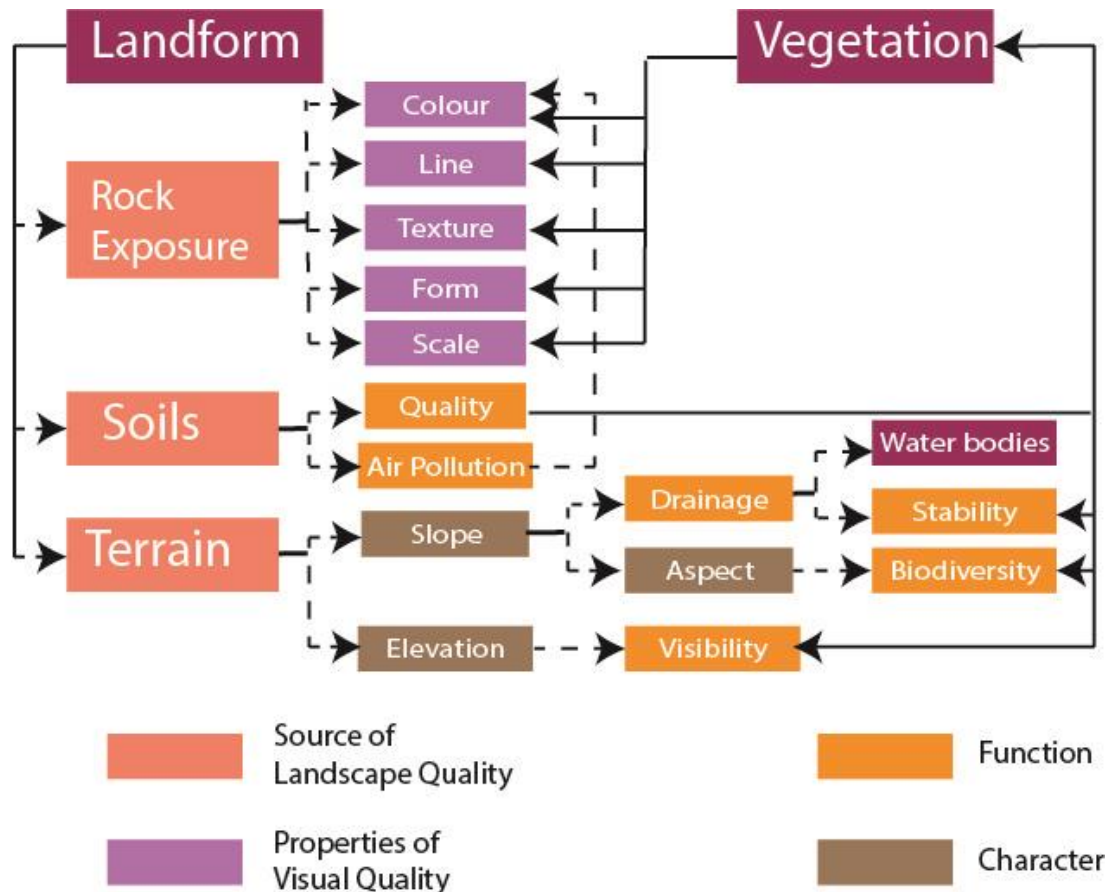 Landform
Vegetation
Colour
Line
Rock
Exposure
Texture
Form
Scale
Soils
Quality
Air Pollution
Water bodies
Drainage
Stability
Terrain
Slope
Aspect
Biodiversity
Elevation
Visibility
Source of
Landscape Quality
Function
Properties of
Visual Quality
Character